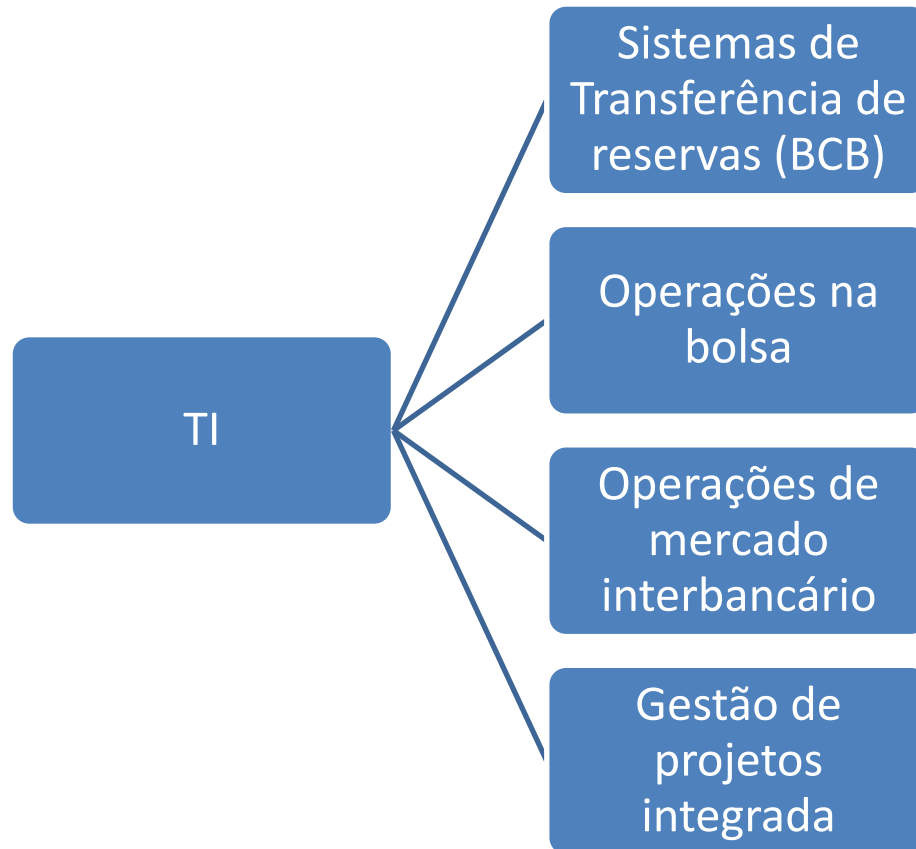 TI
Sistemas de
Transferência de
reservas (BCB)
Operações na
bolsa
Operações de
mercado
interbancário
Gestão de
projetos
integrada